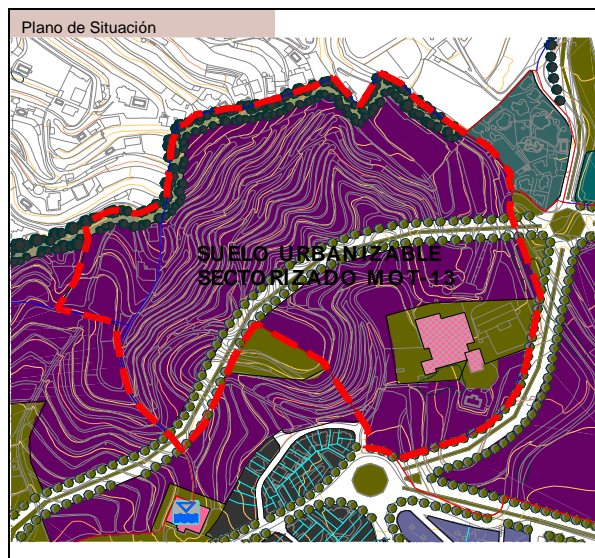 Plano de Situación
SUELO URBANIZABLE
SECTORIZADO MOT-13